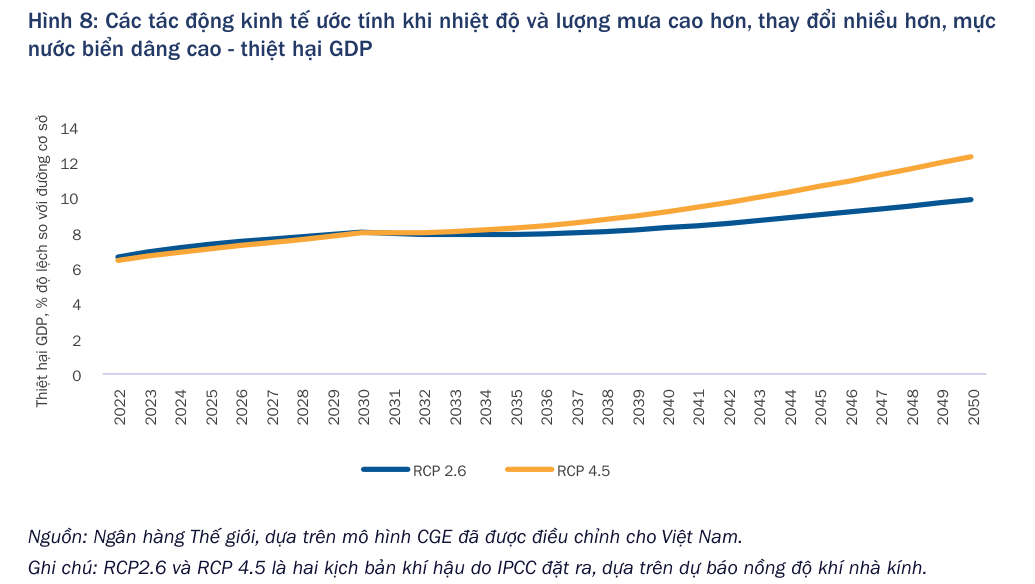 Hình 8: Các tác động kinh tế ước tính khi nhiệt độ và lượng mưa cao hơn, thay đổi nhiều hơn, mực
nước biển dâng cao - thiệt hại GDP
Thiệt hại GDP, % độ lệch so với đường cơ sở
14
12
10
8
6
4
2
0
2022 2023 2024 2025 2026 2027 2028 2029 2030 2031 2032 2033 2034 2035 2036 2037 2038 2039 2040 2041 2042 2043 2044 2045 2046 2047 2048 2049 2050
RCP 2.6 RCP 4.5
Nguồn: Ngân hàng Thế giới, dựa trên mô hình CGE đã được điều chỉnh cho Việt Nam.
Ghi chú: RCP2.6 và RCP 4.5 là hai kịch bản khí hậu do IPCC đặt ra, dựa trên dự báo nồng độ khí nhà kính.